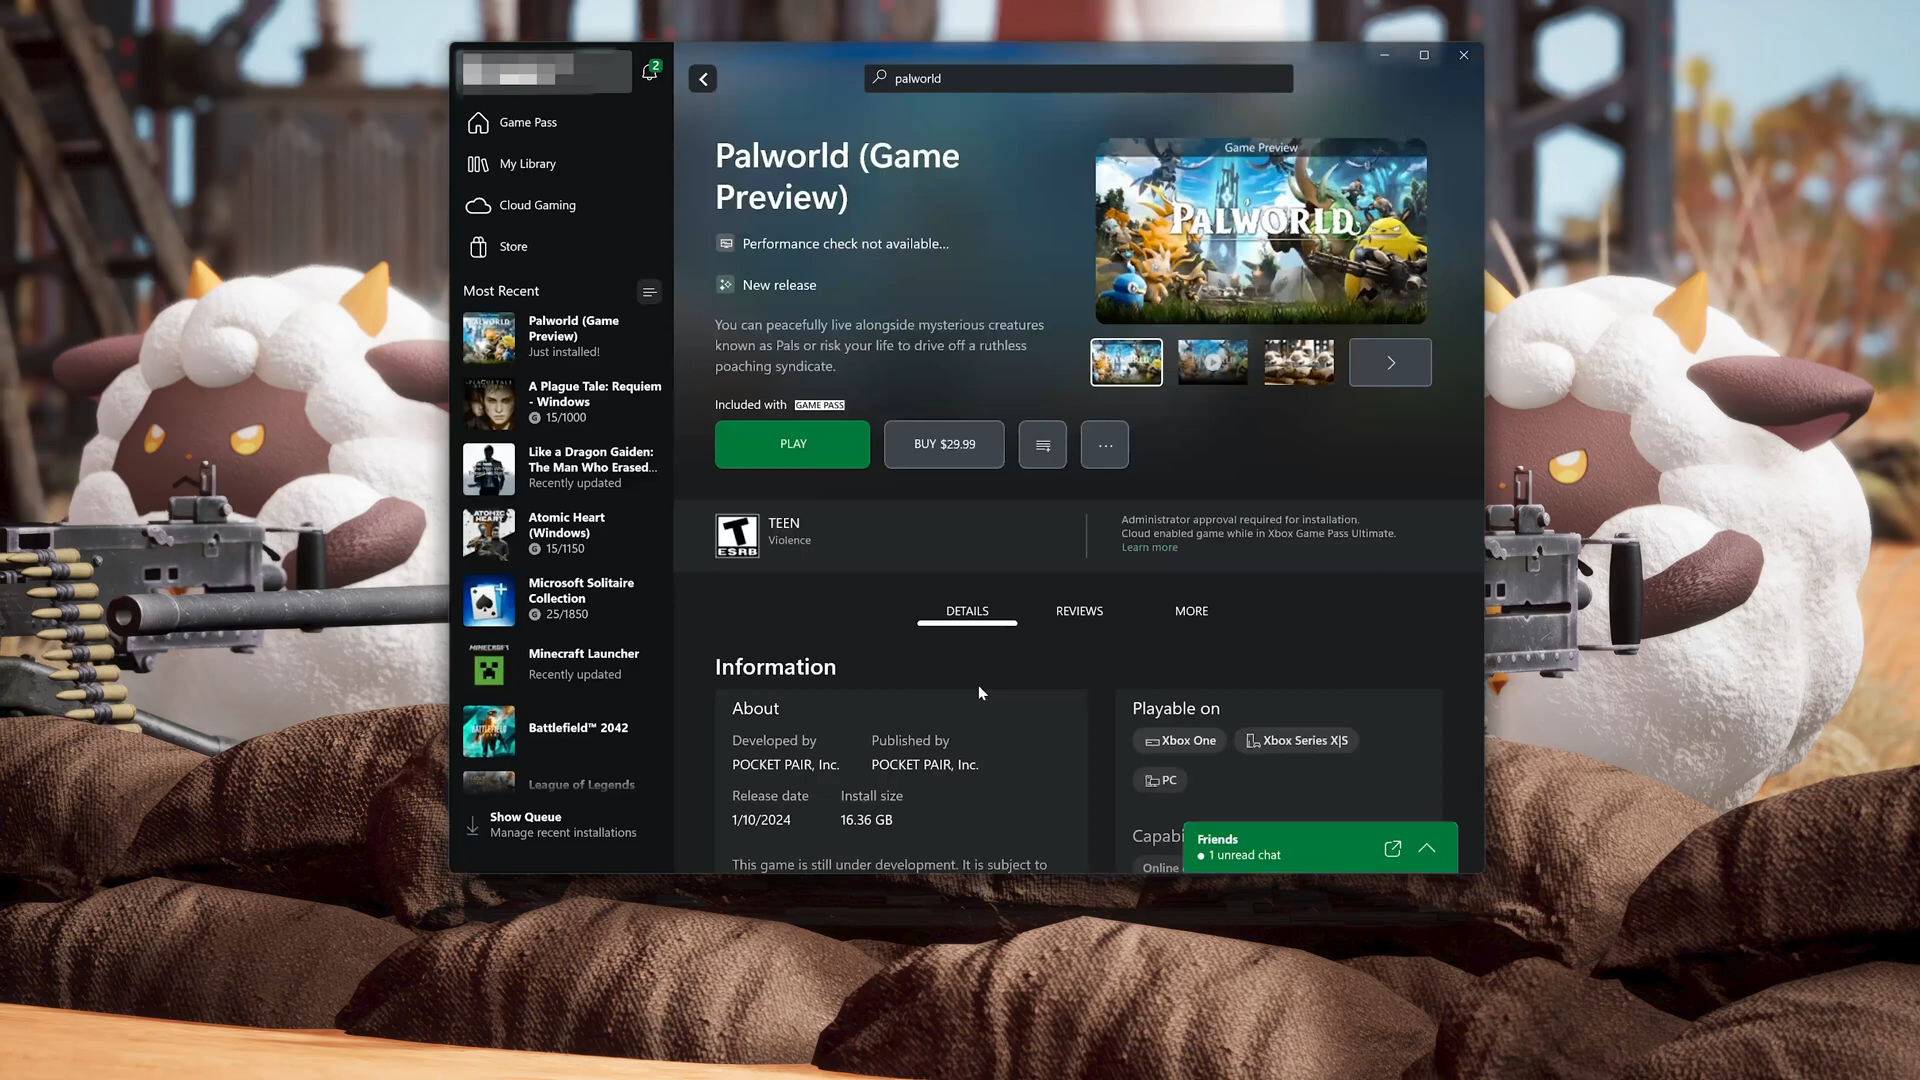 2
palworld
Game Pass
My Library
Cloud Gaming
Store
Most Recent
Palworld (Game
Preview)
Just installed!
A Plague Tale: Requiem
- Windows
15/1000
Like a Dragon Gaiden:
The Man Who Erased...
Recently updated
Atomic Heart
(Windows)
15/1150
Microsoft Solitaire
Collection
25/1850
Minecraft Launcher
Recently updated
Battlefield™ 2042
League of Legends
Show Queue
Manage recent installations
Palworld (Game
Preview)
Performance check not available...
New release
You can peacefully live alongside mysterious creatures
known as Pals or risk your life to drive off a ruthless
poaching syndicate.
Included with GAME PASS
PLAY
BUY $29.99
Game Preview
PALWORLD
T
ESRB
TEEN
Violence
Administrator approval required for installation.
Cloud enabled game while in Xbox Game Pass Ultimate.
Learn more
DETAILS
REVIEWS
MORE
Information
About
Developed by
Published by
POCKET PAIR, Inc.
POCKET PAIR, Inc.
Release date
Install size
1/10/2024
16.36 GB
This game is still under development. It is subject to
Playable on
Xbox One
Xbox Series X|S
PC
Capabi
Online
Friends
1 unread chat